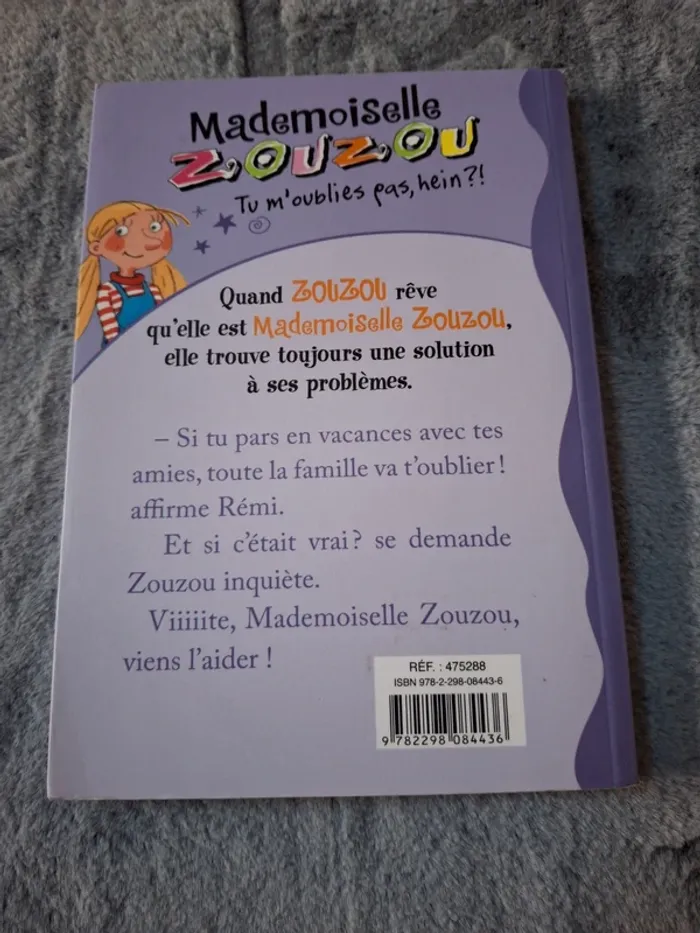 Mademoiselle
ZOUZOU
Tu m'oublies pas, hein?!
Quand ZOUZOU rêve
qu'elle est Mademoiselle Zouzou,
elle trouve toujours une solution
à ses problèmes.
– Si tu pars en vacances avec tes
amies, toute la famille va t'oublier !
affirme Rémi.
Et si c'était vrai? se demande
Zouzou inquiète.
Viiiiite, Mademoiselle Zouzou,
viens l'aider !
RÉF. : 475288
ISBN 978-2-298-08443-6
9 782298 084436